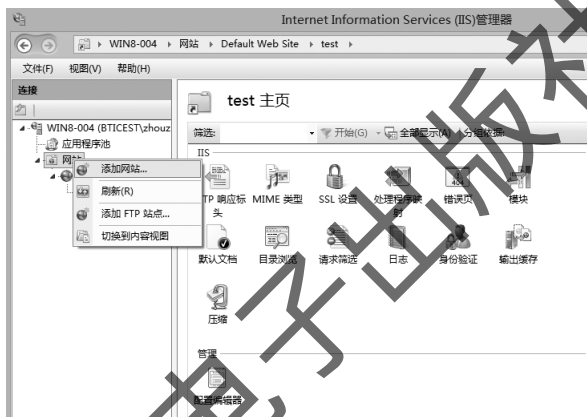 Internet Information Services (IIS)管理器
WIN8-004 ▸ 网站 ▸ Default Web Site ▸ test ▸
文件(F) 视图(V) 帮助(H)
连接
WIN8-004 (BTICEST\zhouz
应用程序池
网站
添加网站...
刷新(R)
添加 FTP 站点...
切换到内容视图
test 主页
筛选: 开始(G) 全部显示(A) 分组依据:
IIS
TP 响应标头 MIME 类型 SSL 设置 处理程序映射 错误页 模块
默认文档 目录浏览 请求筛选 日志 身份验证 输出缓存
压缩
管理
配置编辑器
电子出版社